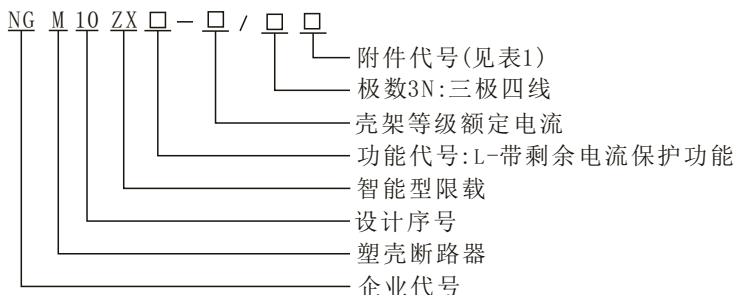 NG M 10 ZX □-□/□ □
附件代号(见表1)
极数3N:三极四线
壳架等级额定电流
功能代号:L-带剩余电流保护功能
智能型限载
设计序号
塑壳断路器
企业代号